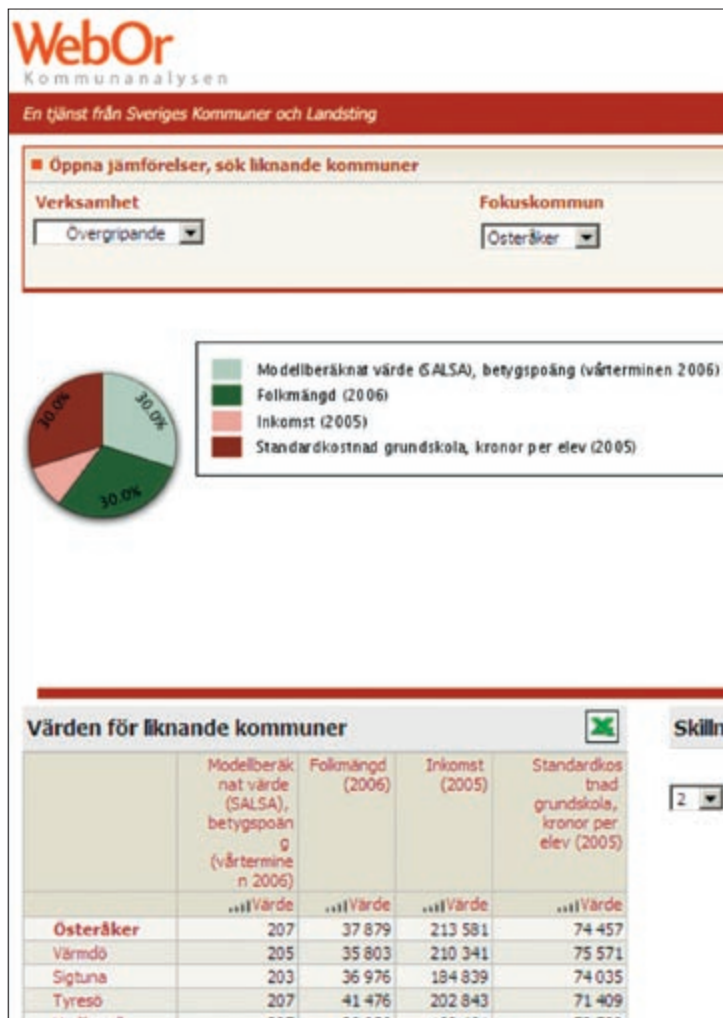 WebOr
Kommunanalysen
En tjänst från Sveriges Kommuner och Landsting
Öppna jämförelser, sök liknande kommuner
Verksamhet Fokuskommun
Övergripande Österåker
30.0% 30.0% 30.0%
Modellberäknat värde (SALSA), betygspoäng (vårterminen 2006)
Folkmängd (2006)
Inkomst (2005)
Standardkostnad grundskola, kronor per elev (2005)
Värden för liknande kommuner
Skilln
2
Modellberäk
nat värde
(SALSA),
betygspoän
g
(vårtermine
n 2006)
Folkmängd
(2006)
Inkomst
(2005)
Standardkos
tnad
grundskola,
kronor per
elev (2005)
Värde Värde Värde Värde
Österåker 207 37 879 213 581 74 457
Värmdö 205 35 803 210 341 75 571
Sigtuna 203 36 976 184 839 74 035
Tyresö 207 41 476 202 843 71 409